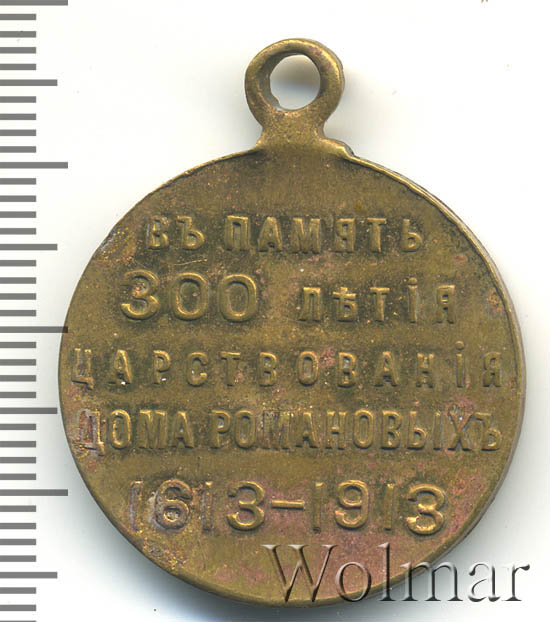 ВЪ ПАМЯТЬ
300 ЛѢТІЯ
ЦАРСТВОВАНІЯ
ДОМА РОМАНОВЫХЪ
1613-1913
Wolmar